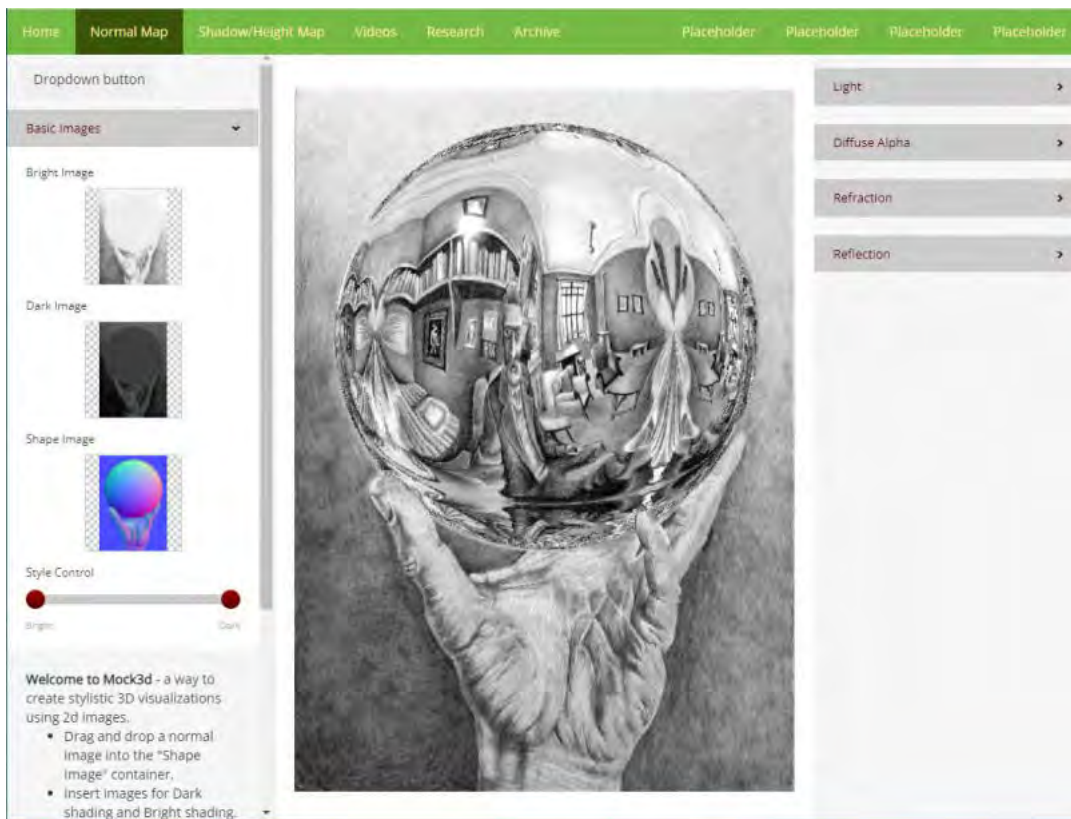 Home Normal Map Shadow/Height Map Videos Research Archive Placeholder Placeholder Placeholder Placeholder
Dropdown button
Basic Images
Bright Image
Dark Image
Shape Image
Style Control
Bright Dark
Welcome to Mock3d - a way to
create stylistic 3D visualizations
using 2d images.
• Drag and drop a normal
image into the "Shape
Image" container.
• Insert images for Dark
shading and Bright shading.
Light
Diffuse Alpha
Refraction
Reflection